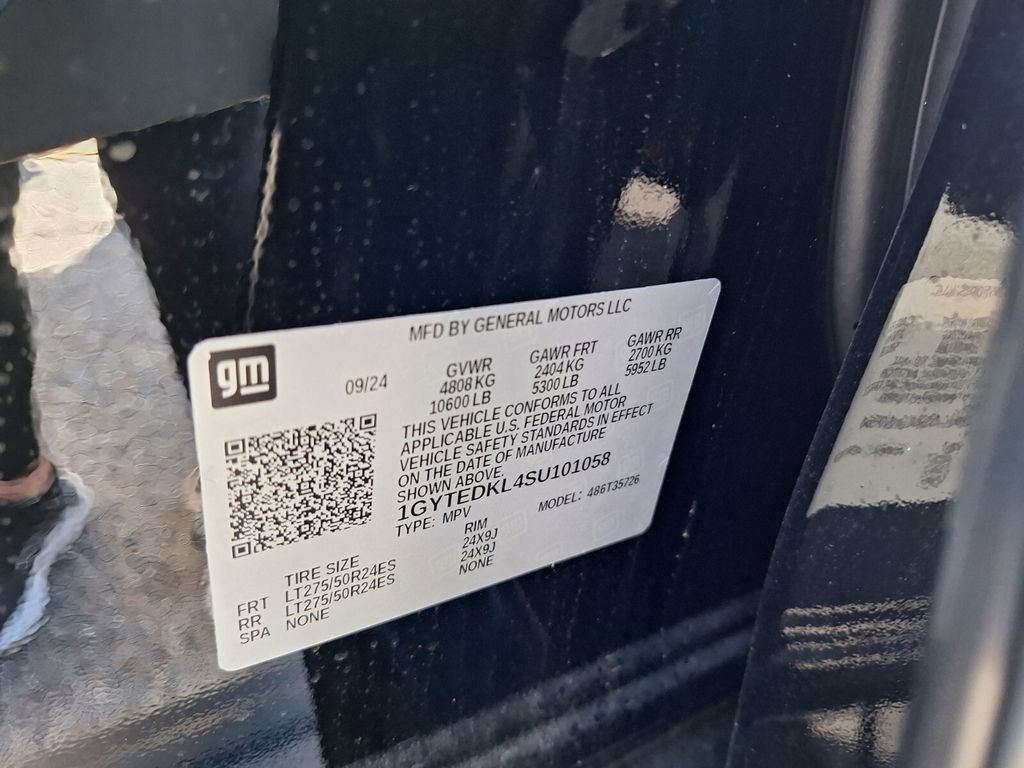 MFD BY GENERAL MOTORS LLC
gm
09/24
GVWR
4808 KG
10600 LB
GAWR FRT
2404 KG
5300 LB
GAWR RR
2700 KG
5952 LB
THIS VEHICLE CONFORMS TO ALL
APPLICABLE U.S. FEDERAL MOTOR
VEHICLE SAFETY STANDARDS IN EFFECT
ON THE DATE OF MANUFACTURE
SHOWN ABOVE.
1GYTEDKL4SU101058
TYPE: MPV MODEL: 486T35726
TIRE SIZE RIM
FRT LT275/50R24ES 24X9J
RR LT275/50R24ES 24X9J
SPA NONE NONE